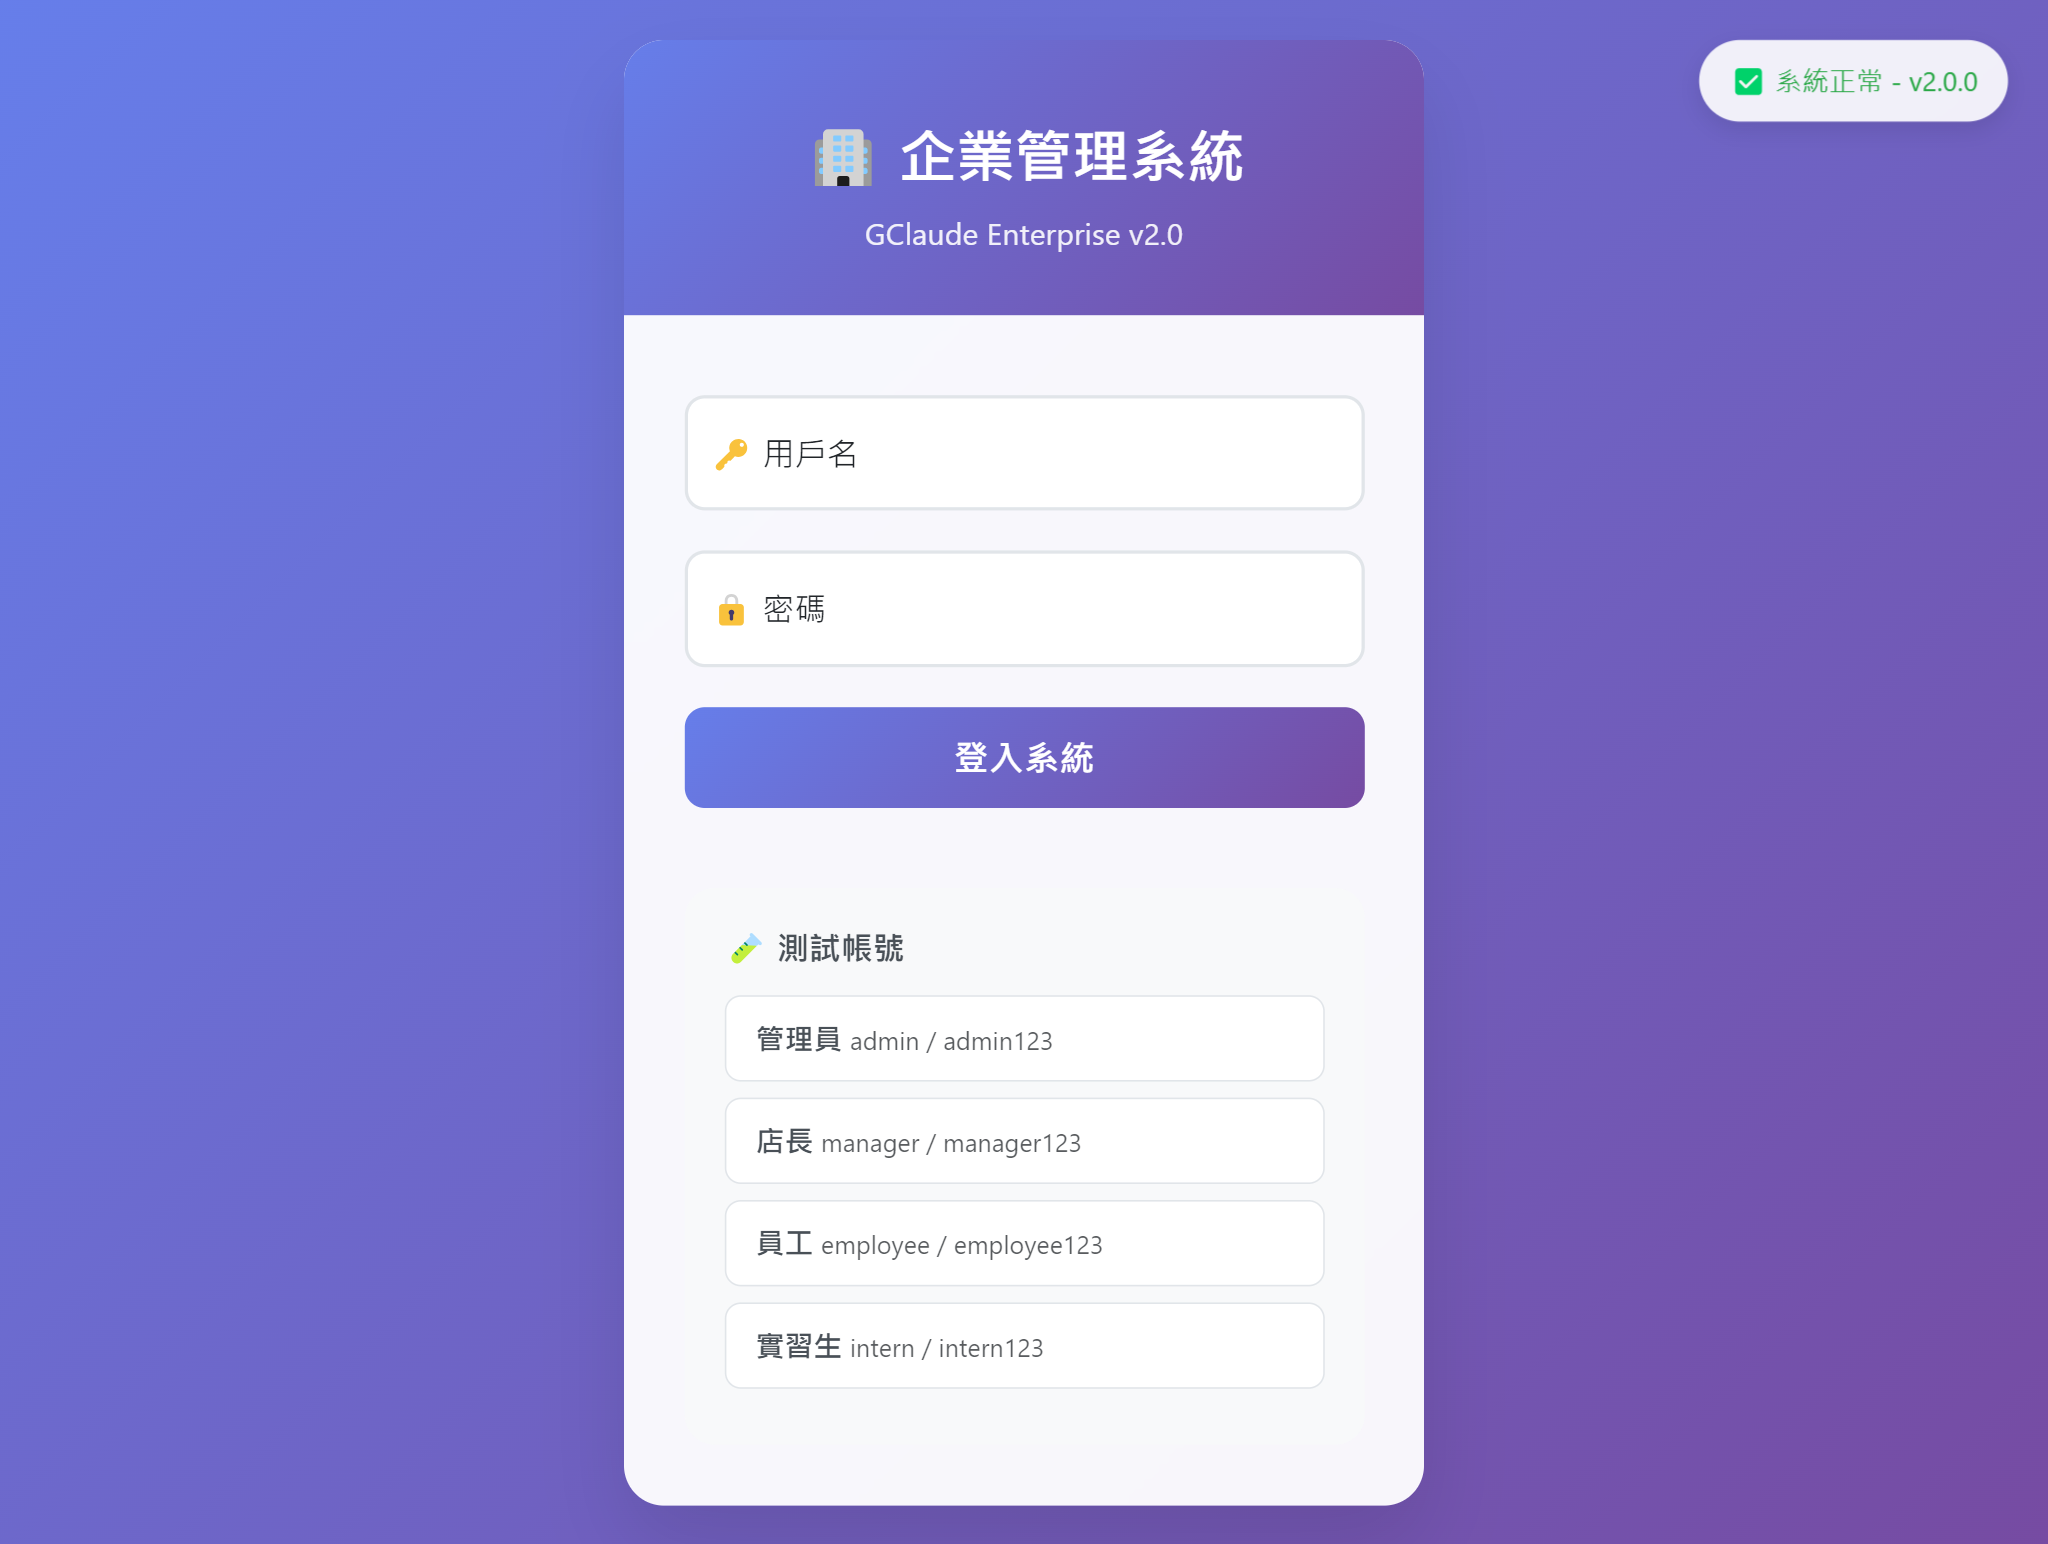 企業管理系統
GClaude Enterprise v2.0
系統正常 - v2.0.0
用戶名
密碼
登入系統
測試帳號
管理員 admin / admin123
店長 manager / manager123
員工 employee / employee123
實習生 intern / intern123